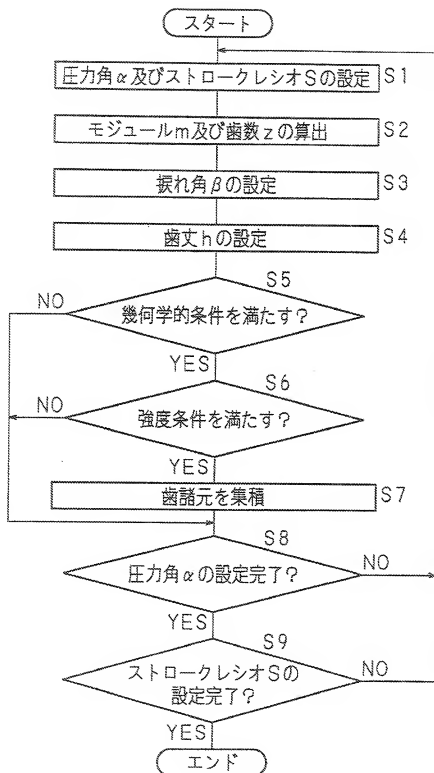 スタート
圧力角α及びストロークレシオSの設定 S1
モジュールm及び歯数zの算出 S2
捩れ角βの設定 S3
歯丈hの設定 S4
S5
NO
幾何学的条件を満たす?
YES
S6
NO
強度条件を満たす?
YES
歯諸元を集積 S7
S8
圧力角αの設定完了?
NO
YES
S9
ストロークレシオSの
設定完了?
NO
YES
エンド